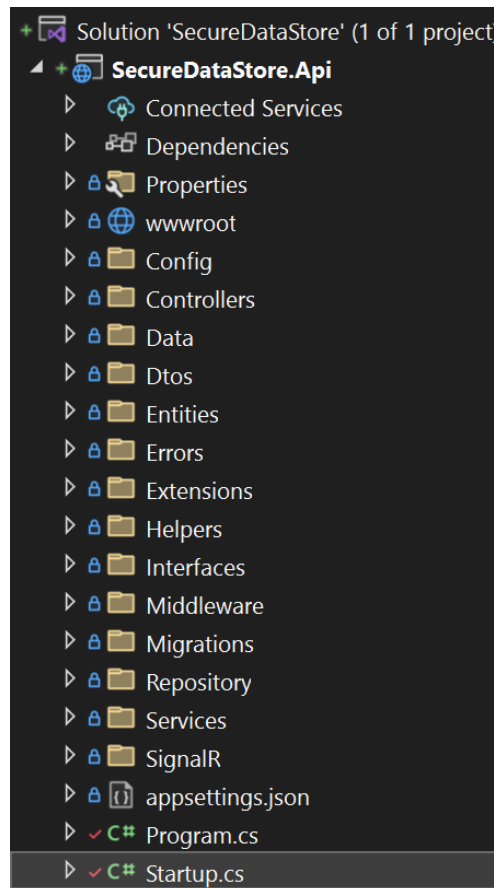 Solution 'SecureDataStore' (1 of 1 project)
SecureDataStore.Api
Connected Services
Dependencies
Properties
wwwroot
Config
Controllers
Data
Dtos
Entities
Errors
Extensions
Helpers
Interfaces
Middleware
Migrations
Repository
Services
SignalR
appsettings.json
C# Program.cs
C# Startup.cs